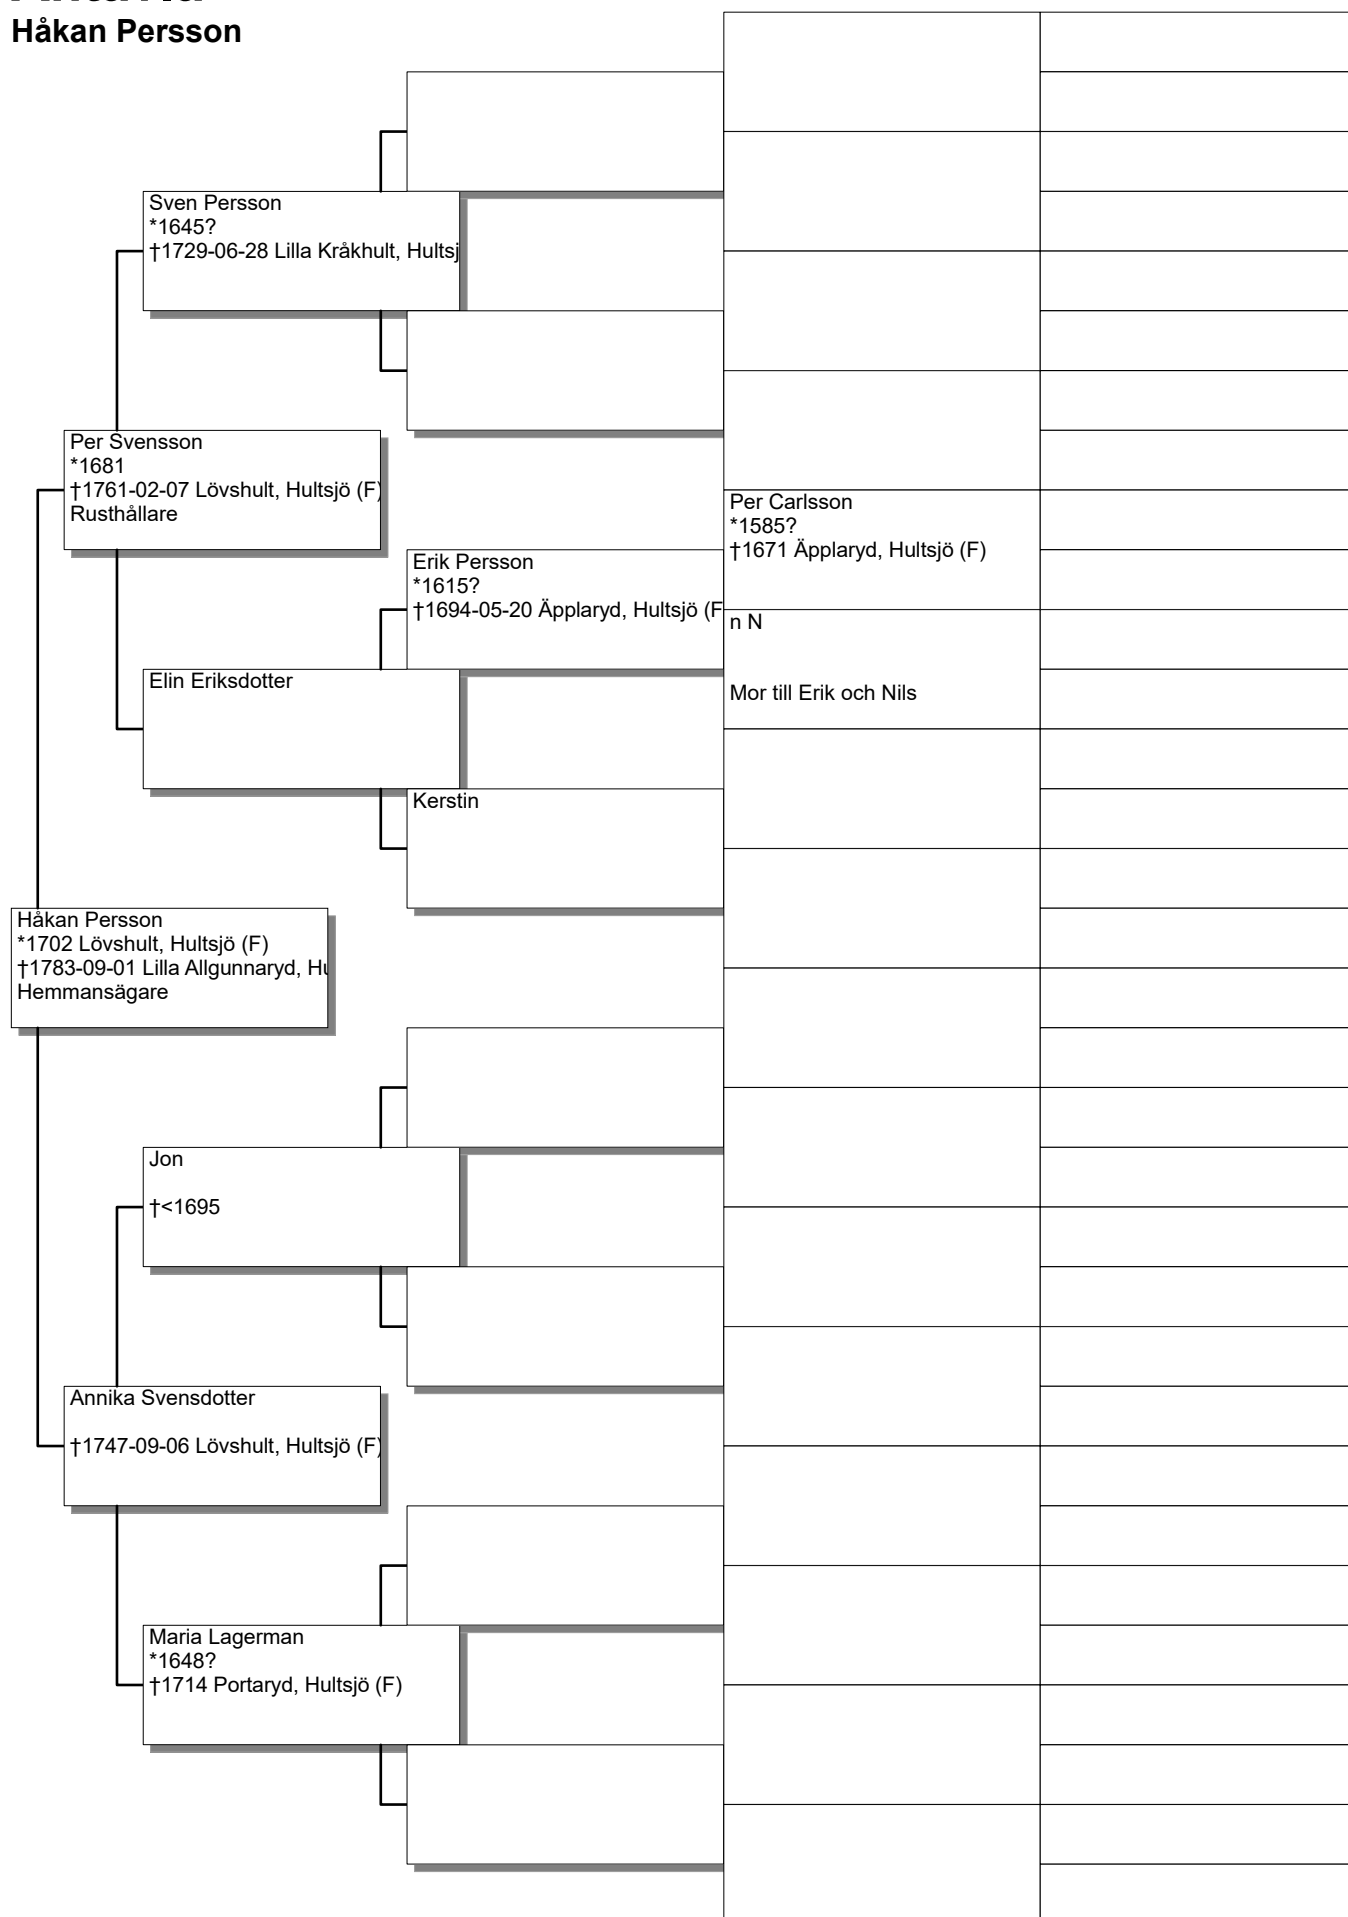 Håkan Persson
Sven Persson
*1645?
†1729-06-28 Lilla Kråkhult, Hultsj
Per Svensson
*1681
†1761-02-07 Lövshult, Hultsjö (F)
Rusthållare
Per Carlsson
*1585?
†1671 Äpplaryd, Hultsjö (F)
Erik Persson
*1615?
†1694-05-20 Äpplaryd, Hultsjö (F
n N
Mor till Erik och Nils
Elin Eriksdotter
Kerstin
Håkan Persson
*1702 Lövshult, Hultsjö (F)
†1783-09-01 Lilla Allgunnaryd, Hu
Hemmansägare
Jon
†<1695
Annika Svensdotter
†1747-09-06 Lövshult, Hultsjö (F)
Maria Lagerman
*1648?
†1714 Portaryd, Hultsjö (F)